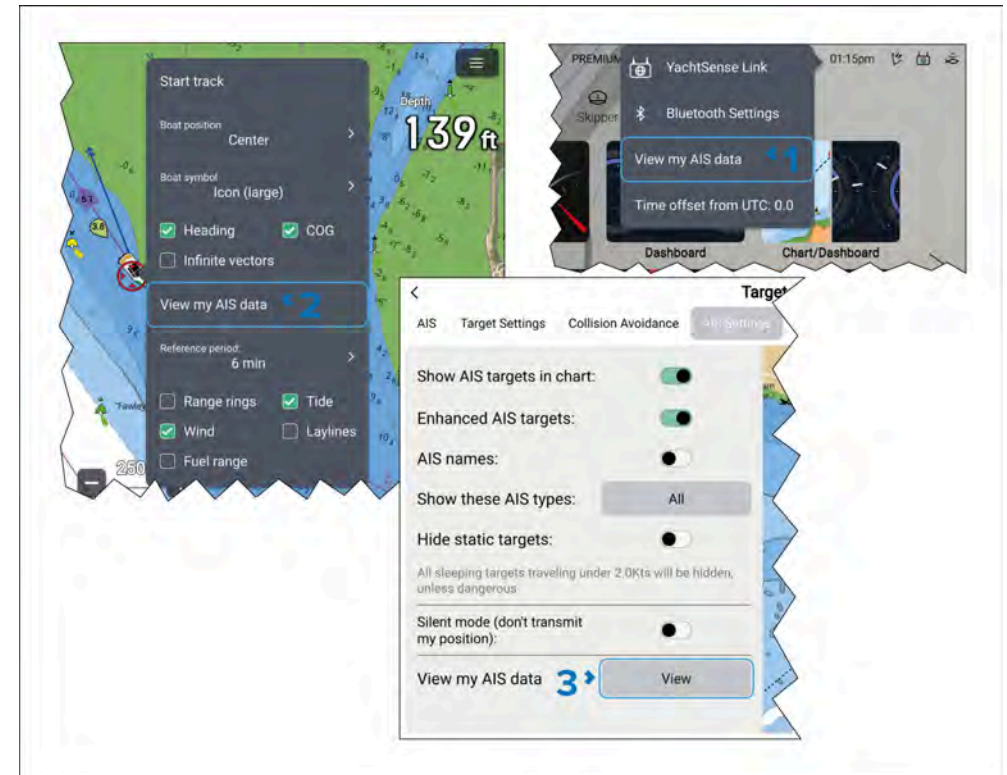 Start track
Boat position
Center
Boat symbol
Icon (large)
Heading
COG
Infinite vectors
View my AIS data
2
Reference period:
6 min
Range rings
Tide
Wind
Laylines
Fuel range
250
Depth
139 ft
PREMIUM
01:15pm
YachtSense Link
Skipper
Bluetooth Settings
View my AIS data
1
Time offset from UTC: 0.0
Dashboard
Chart/Dashboard
Target
AIS
Target Settings
Collision Avoidance
AIS Settings
Show AIS targets in chart:
Enhanced AIS targets:
AIS names:
Show these AIS types:
All
Hide static targets:
All sleeping targets traveling under 2.0Kts will be hidden,
unless dangerous
Silent mode (don't transmit
my position):
View my AIS data
3
View